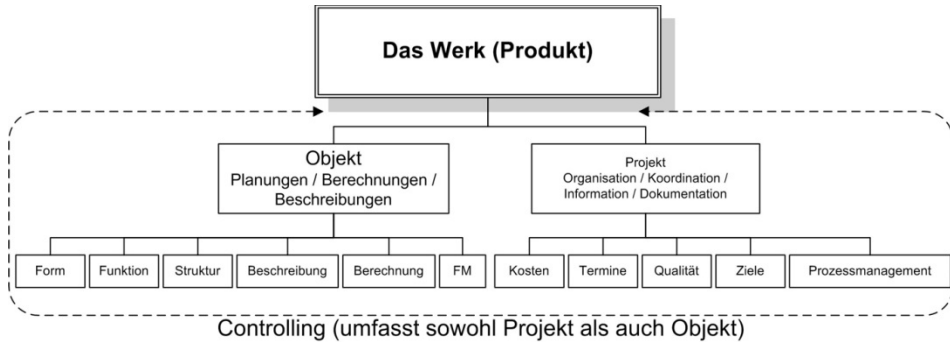 Das Werk (Produkt)
Objekt
Planungen / Berechnungen /
Beschreibungen
Projekt
Organisation / Koordination /
Information / Dokumentation
Form
Funktion
Struktur
Beschreibung
Berechnung
FM
Kosten
Termine
Qualität
Ziele
Prozessmanagement
Controlling (umfasst sowohl Projekt als auch Objekt)